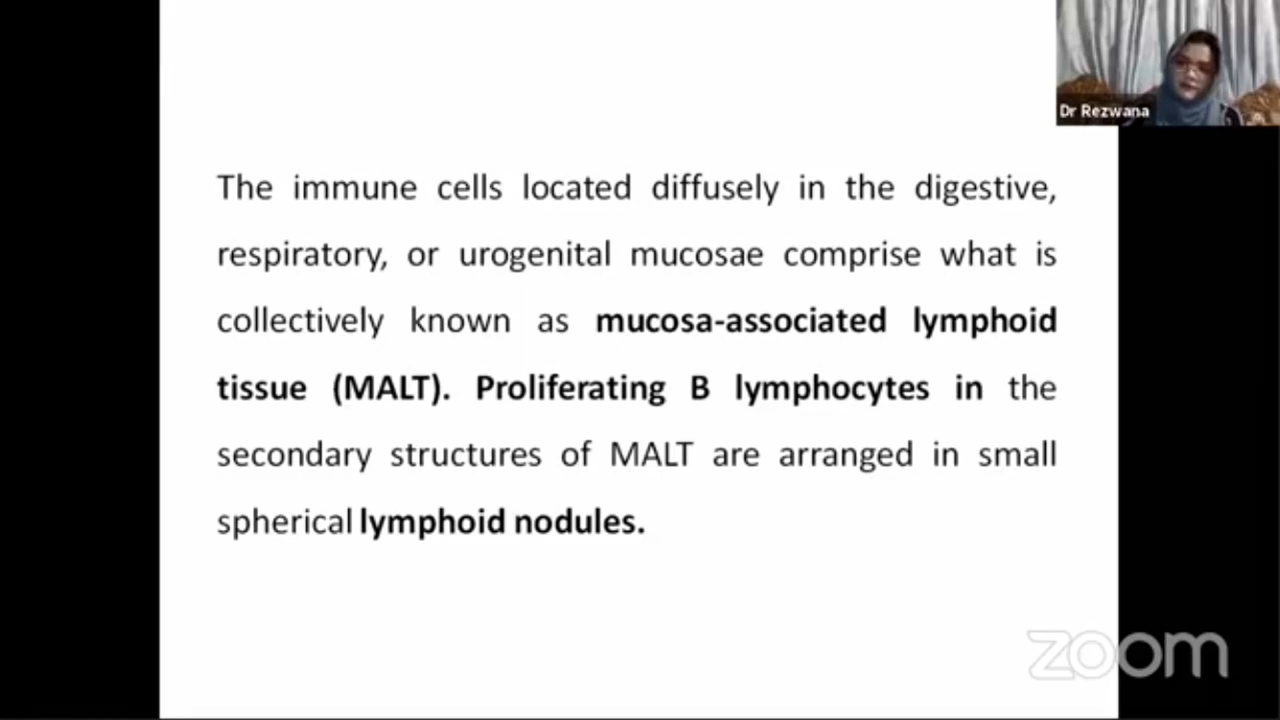 Dr Rezwana
The immune cells located diffusely in the digestive,
respiratory, or urogenital mucosae comprise what is
collectively known as mucosa-associated lymphoid
tissue (MALT). Proliferating B lymphocytes in the
secondary structures of MALT are arranged in small
spherical lymphoid nodules.
zoom